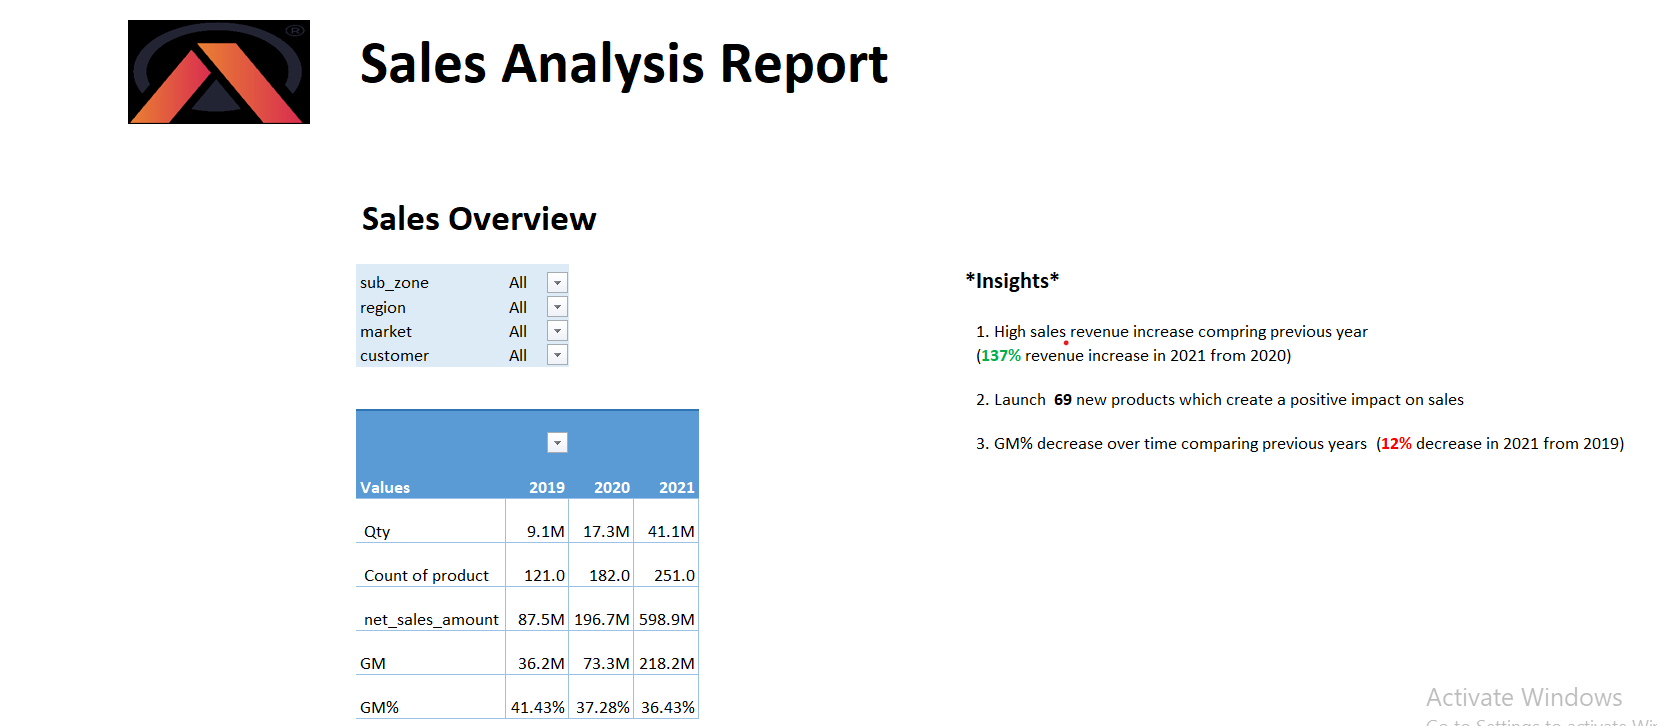 ®
Sales Analysis Report
Sales Overview
sub_zone All
region All
market All
customer All
Values 2019 2020 2021
Qty 9.1M 17.3M 41.1M
Count of product 121.0 182.0 251.0
net_sales_amount 87.5M 196.7M 598.9M
GM 36.2M 73.3M 218.2M
GM% 41.43% 37.28% 36.43%
*Insights*
1. High sales revenue increase compring previous year
(137% revenue increase in 2021 from 2020)
2. Launch 69 new products which create a positive impact on sales
3. GM% decrease over time comparing previous years (12% decrease in 2021 from 2019)
Activate Windows
Go to Settings to activate Win